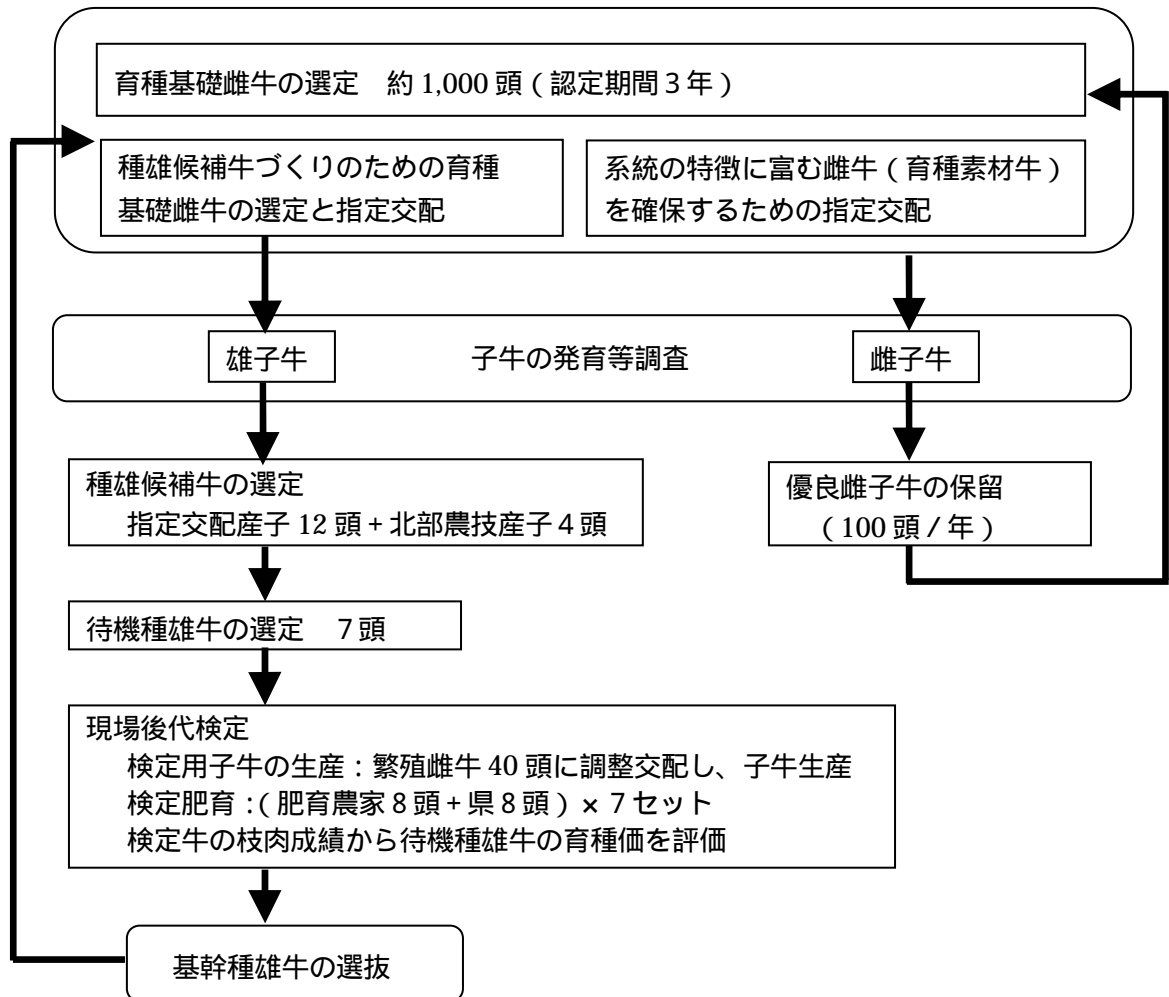 育種基礎雌牛の選定　約 1,000 頭（認定期間３年）
種雄候補牛づくりのための育種
基礎雌牛の選定と指定交配
系統の特徴に富む雌牛（育種素材牛）
を確保するための指定交配
雄子牛
子牛の発育等調査
雌子牛
種雄候補牛の選定
指定交配産子 12 頭＋北部農技産子４頭
優良雌子牛の保留
（100 頭／年）
待機種雄牛の選定　７頭
現場後代検定
検定用子牛の生産：繁殖雌牛 40 頭に調整交配し、子牛生産
検定肥育：（肥育農家８頭＋県８頭）×７セット
検定牛の枝肉成績から待機種雄牛の育種価を評価
基幹種雄牛の選抜